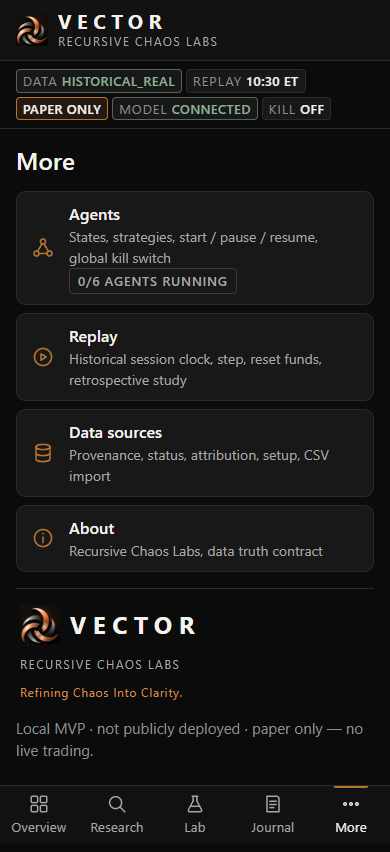 VECTOR
RECURSIVE CHAOS LABS
DATA HISTORICAL_REAL REPLAY 10:30 ET
PAPER ONLY MODEL CONNECTED KILL OFF
More
Agents
States, strategies, start / pause / resume,
global kill switch
0/6 AGENTS RUNNING
Replay
Historical session clock, step, reset funds,
retrospective study
Data sources
Provenance, status, attribution, setup, CSV
import
About
Recursive Chaos Labs, data truth contract
VECTOR
RECURSIVE CHAOS LABS
Refining Chaos Into Clarity.
Local MVP · not publicly deployed · paper only — no
live trading.
Overview Research Lab Journal More